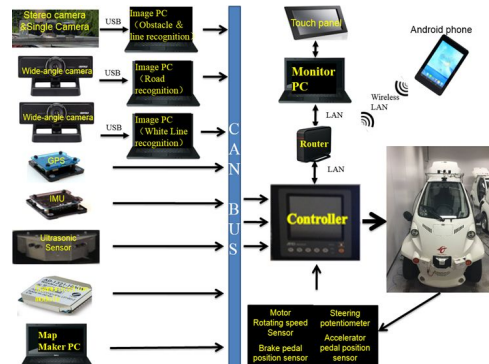 Stereo camera
&Single Camera
USB
Image PC
(Obstacle &
line recognition)
Wide-angle camera
USB
Image PC
(Road
recognition)
Wide-angle camera
USB
Image PC
(White Line
recognition)
GPS
IMU
Ultrasonic
Sensor
Map
Maker PC
CAN BUS
Touch panel
Monitor
PC
LAN
Router
LAN
Controller
Android phone
Wireless
LAN
Motor
Rotating speed
Sensor
Brake pedal
position sensor
Steering
potentiometer
Accelerator
pedal position
sensor